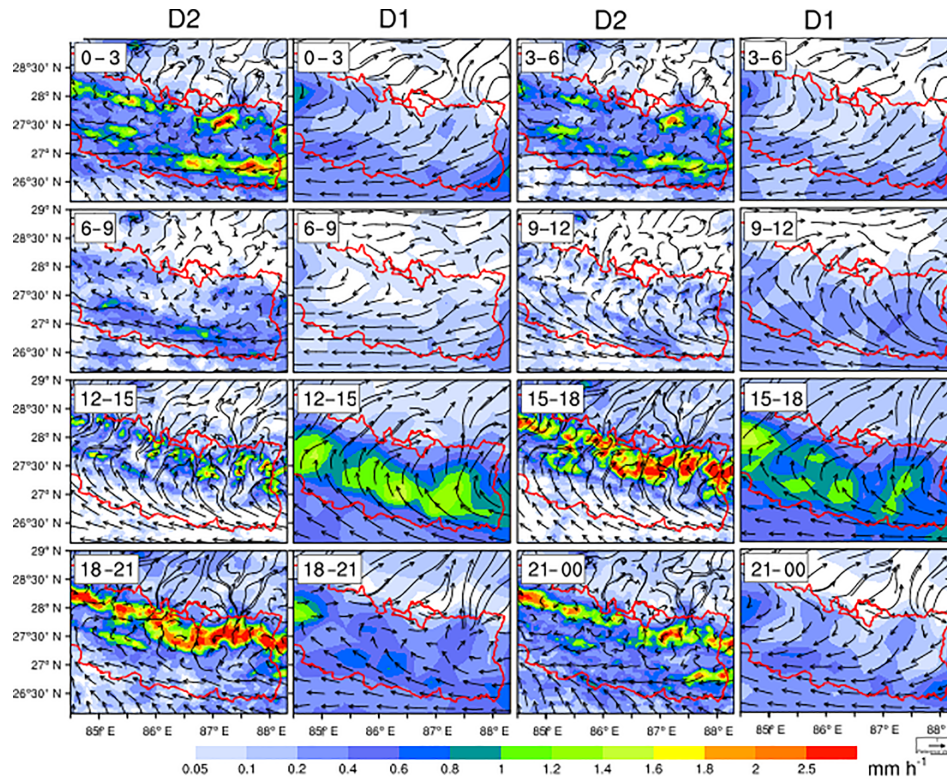 D2 D1 D2 D1
0–3 0–3 3–6 3–6
28°30' N
28° N
27°30' N
27° N
26°30' N
29° N
6–9 6–9 9–12 9–12
28°30' N
28° N
27°30' N
27° N
26°30' N
29° N
12–15 12–15 15–18 15–18
28°30' N
28° N
27°30' N
27° N
26°30' N
29° N
18–21 18–21 21–00 21–00
28°30' N
28° N
27°30' N
27° N
26°30' N
85°E 86°E 87°E 88°E 85°E 86°E 87°E 88°E 85°E 86°E 87°E 88°E 85°E 86°E 87°E 88°
0.05 0.1 0.2 0.4 0.6 0.8 1 1.2 1.4 1.6 1.8 2 2.5 mm h⁻¹